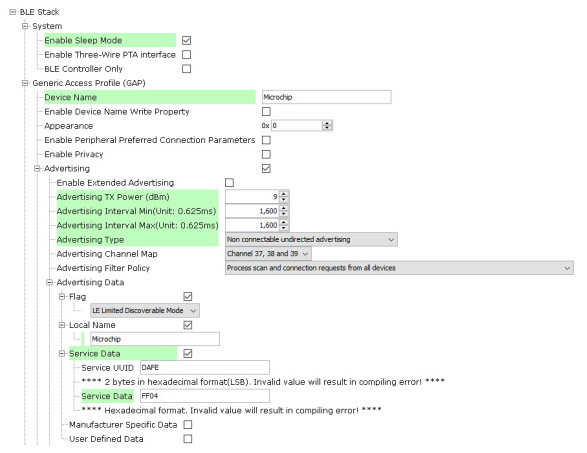 BLE Stack
System
Enable Sleep Mode
Enable Three-Wire PTA interface
BLE Controller Only
Generic Access Profile (GAP)
Device Name Microchip
Enable Device Name Write Property
Appearance 0x 0
Enable Peripheral Preferred Connection Parameters
Enable Privacy
Advertising
Enable Extended Advertising
Advertising TX Power (dBm) 9
Advertising Interval Min(Unit: 0.625ms) 1,600
Advertising Interval Max(Unit: 0.625ms) 1,600
Advertising Type Non connectable undirected advertising
Advertising Channel Map Channel 37, 38 and 39
Advertising Filter Policy Process scan and connection requests from all devices
Advertising Data
Flag
LE Limited Discoverable Mode
Local Name
Microchip
Service Data
Service UUID DAFE
**** 2 bytes in hexadecimal format(LSB). Invalid value will result in compiling error! ****
Service Data FF04
**** Hexadecimal format. Invalid value will result in compiling error! ****
Manufacturer Specific Data
User Defined Data